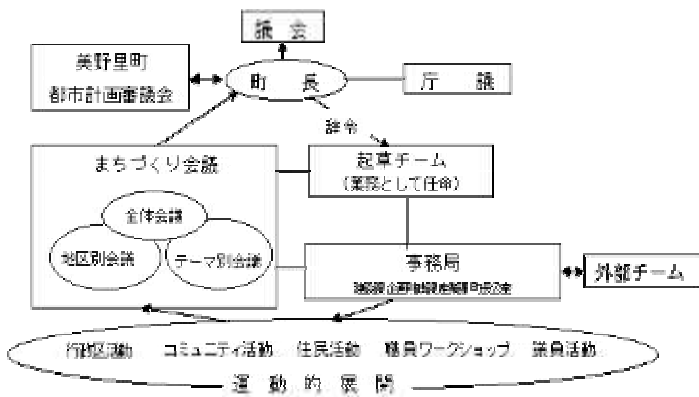 議会
美野里町
都市計画審議会
町長
庁議
辞令
まちづくり会議
起草チーム
(業務として任命)
全体会議
地区別会議
テーマ別会議
事務局
外部チーム
行政区活動 コミュニティ活動 住民活動 職員ワークショップ 議員活動
運動的展開